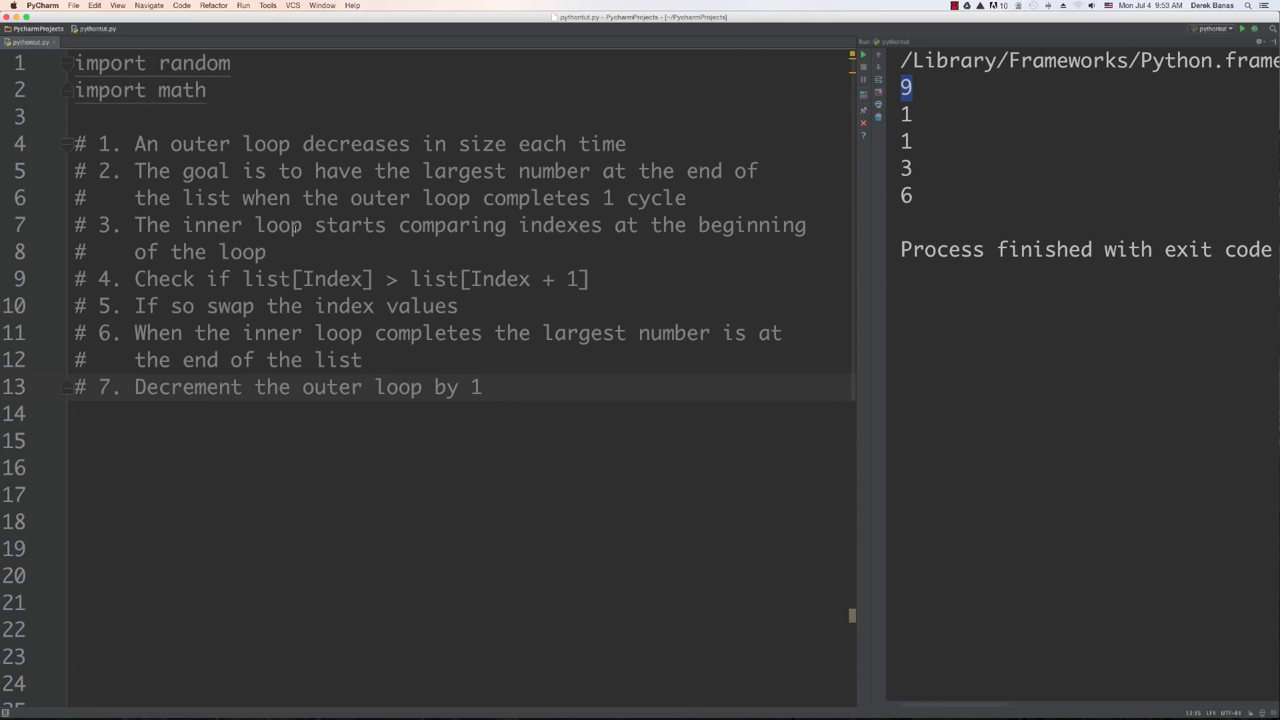 PyCharm File Edit View Navigate Code Refactor Run Tools VCS Window Help 10 Mon Jul 4 9:53 AM Derek Banas
pythontut.py - PycharmProjects - [~/PycharmProjects]
PycharmProjects pythontut.py pythontut
pythontut.py
Run: pythontut
1 import random
2 import math
3
4 # 1. An outer loop decreases in size each time
5 # 2. The goal is to have the largest number at the end of
6 #    the list when the outer loop completes 1 cycle
7 # 3. The inner loop starts comparing indexes at the beginning
8 #    of the loop
9 # 4. Check if list[Index] > list[Index + 1]
10 # 5. If so swap the index values
11 # 6. When the inner loop completes the largest number is at
12 #    the end of the list
13 # 7. Decrement the outer loop by 1
14
15
16
17
18
19
20
21
22
23
24
/Library/Frameworks/Python.frame
9
1
1
3
6
Process finished with exit code
13:35 LF‡ UTF-8‡